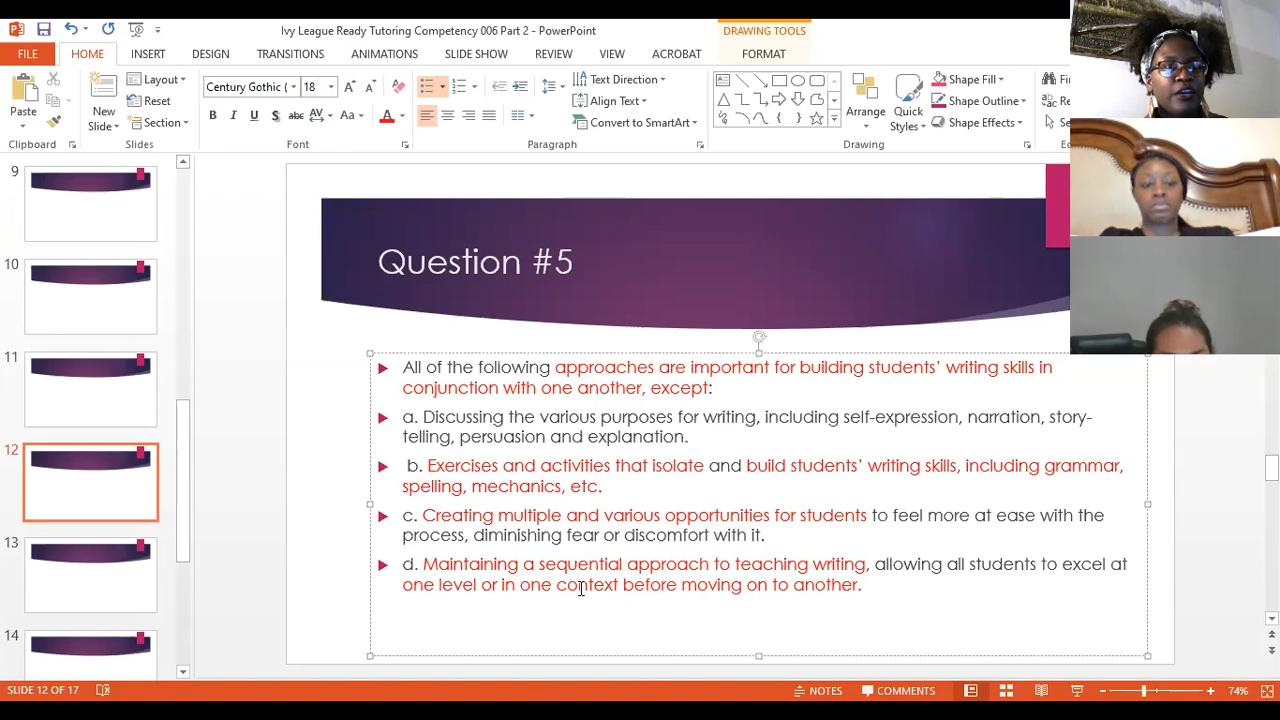 Ivy League Ready Tutoring Competency 006 Part 2 - PowerPoint
DRAWING TOOLS
FILE HOME INSERT DESIGN TRANSITIONS ANIMATIONS SLIDE SHOW REVIEW VIEW ACROBAT FORMAT
Paste
Clipboard
New Slide
Layout
Reset
Section
Slides
Century Gothic ( 18
B I U S abc AV Aa A
Font
Text Direction
Align Text
Convert to SmartArt
Paragraph
Arrange
Quick Styles
Shape Fill
Shape Outline
Shape Effects
Drawing
9
10
11
12
13
14
Question #5
All of the following approaches are important for building students' writing skills in
conjunction with one another, except:
a. Discussing the various purposes for writing, including self-expression, narration, story-
telling, persuasion and explanation.
b. Exercises and activities that isolate and build students' writing skills, including grammar,
spelling, mechanics, etc.
c. Creating multiple and various opportunities for students to feel more at ease with the
process, diminishing fear or discomfort with it.
d. Maintaining a sequential approach to teaching writing, allowing all students to excel at
one level or in one context before moving on to another.
SLIDE 12 OF 17
NOTES COMMENTS 74%